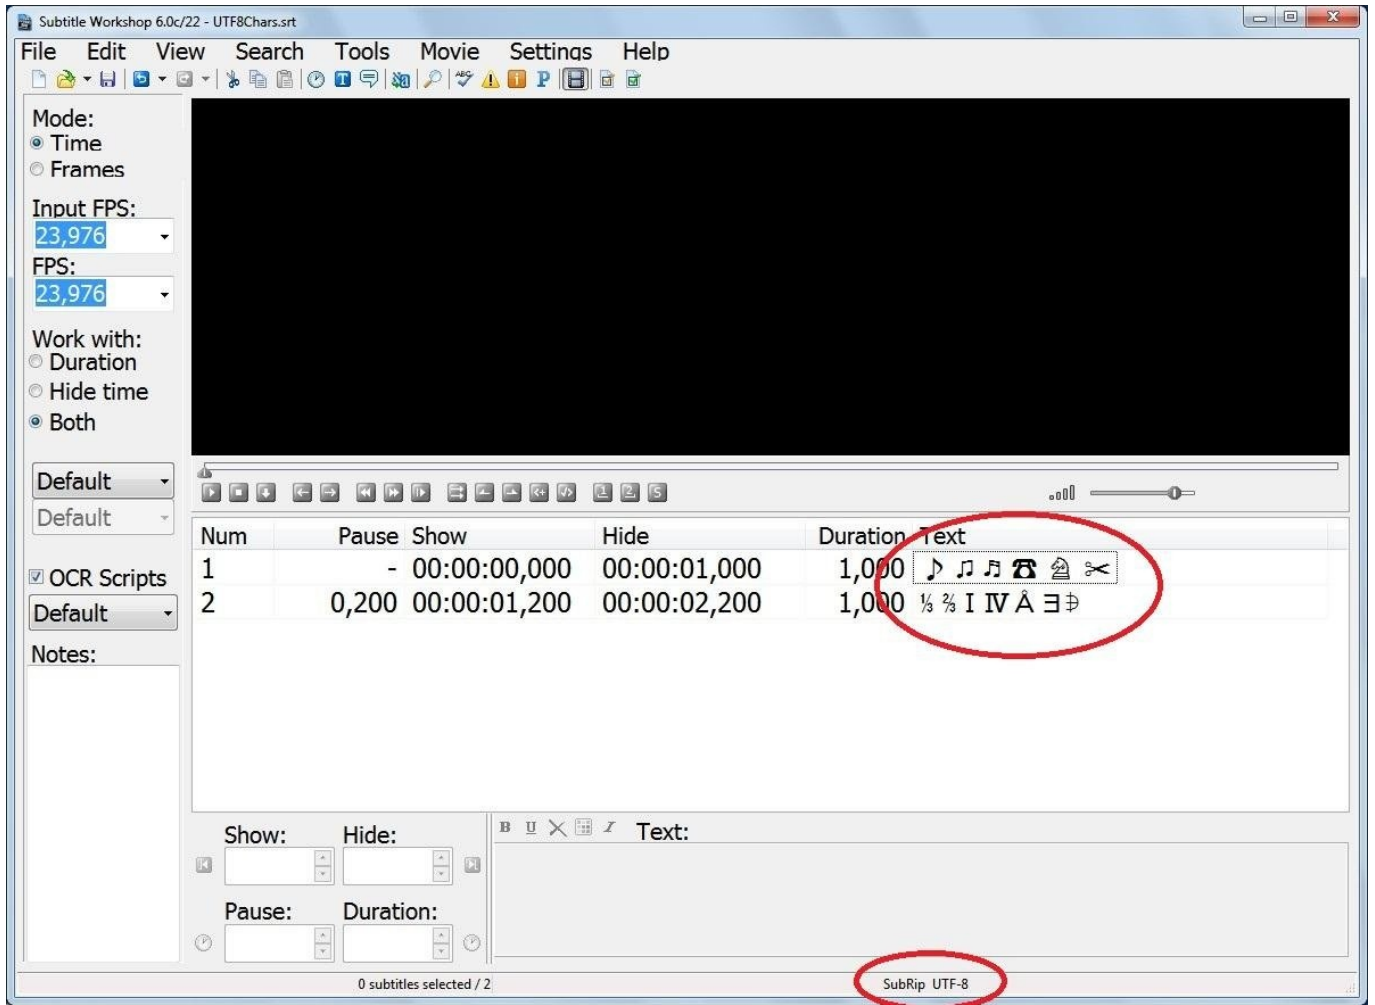 Subtitle Workshop 6.0c/22 - UTF8Chars.srt
File Edit View Search Tools Movie Settings Help
Mode:
Time
Frames
Input FPS:
23,976
FPS:
23,976
Work with:
Duration
Hide time
Both
Default
Default
OCR Scripts
Default
Notes:
Num Pause Show Hide Duration Text
1 - 00:00:00,000 00:00:01,000 1,000 ♪ ♫ ♬ ☎ ♘ ✂
2 0,200 00:00:01,200 00:00:02,200 1,000 ⅓ ⅔ Ⅰ Ⅳ Å ∃ ∌
Show: Hide:
B U I Text:
Pause: Duration:
0 subtitles selected / 2
SubRip UTF-8